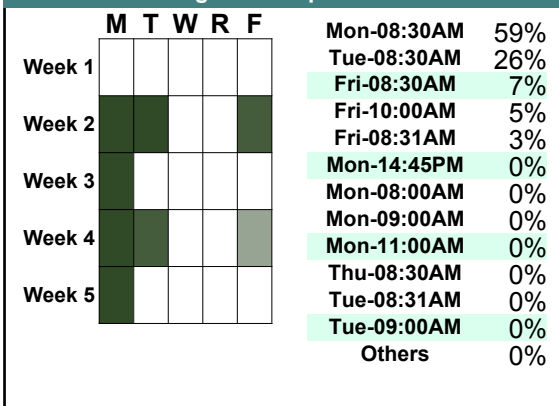 M T W R F
Week 1
Week 2
Week 3
Week 4
Week 5
Mon-08:30AM 59%
Tue-08:30AM 26%
Fri-08:30AM 7%
Fri-10:00AM 5%
Fri-08:31AM 3%
Mon-14:45PM 0%
Mon-08:00AM 0%
Mon-09:00AM 0%
Mon-11:00AM 0%
Thu-08:30AM 0%
Tue-08:31AM 0%
Tue-09:00AM 0%
Others 0%